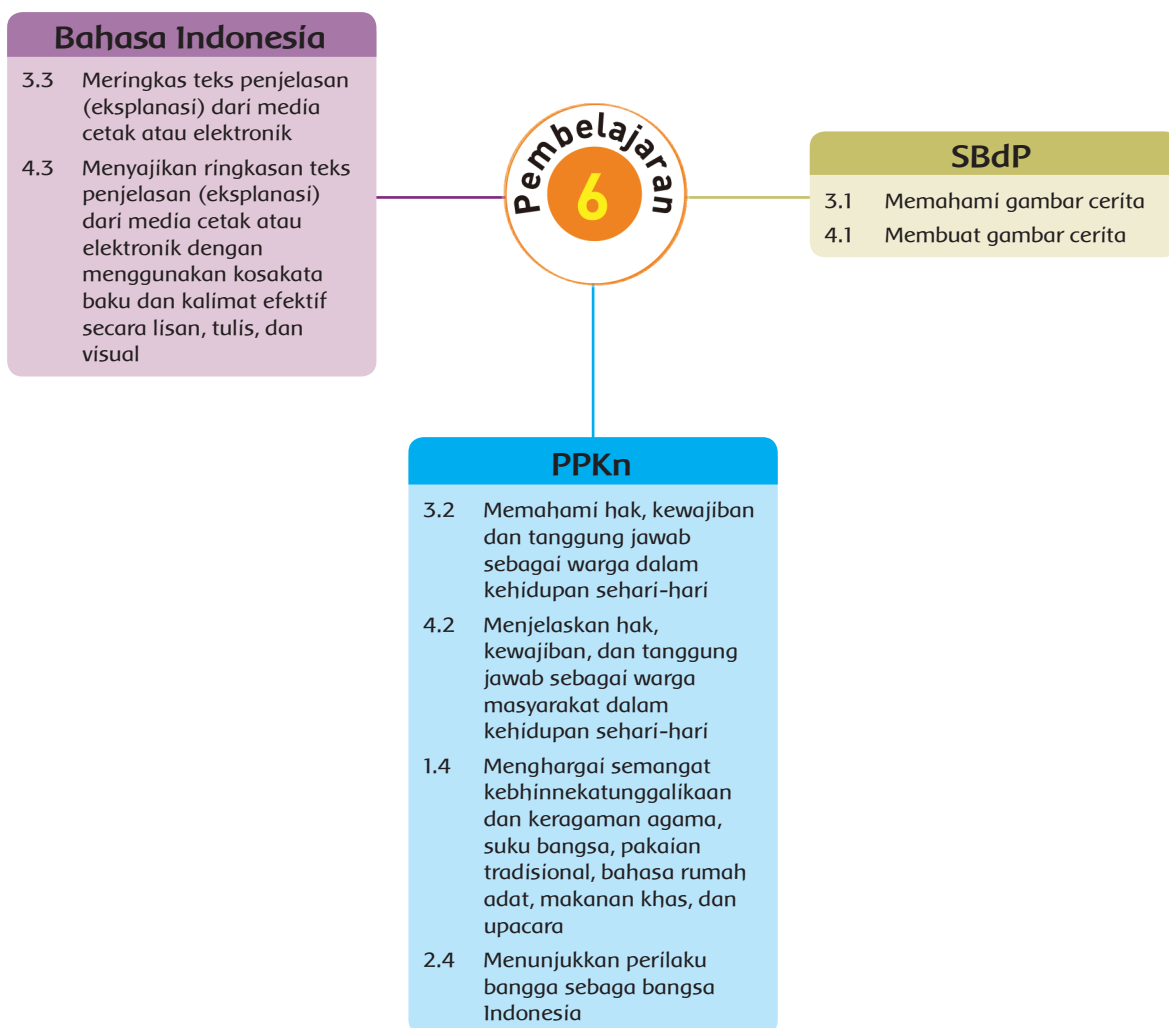 Bahasa Indonesia
3.3 Meringkas teks penjelasan
(eksplanasi) dari media
cetak atau elektronik
4.3 Menyajikan ringkasan teks
penjelasan (eksplanasi)
dari media cetak atau
elektronik dengan
menggunakan kosakata
baku dan kalimat efektif
secara lisan, tulis, dan
visual
Pembelajaran
6
SBdP
3.1 Memahami gambar cerita
4.1 Membuat gambar cerita
PPKn
3.2 Memahami hak, kewajiban
dan tanggung jawab
sebagai warga dalam
kehidupan sehari-hari
4.2 Menjelaskan hak,
kewajiban, dan tanggung
jawab sebagai warga
masyarakat dalam
kehidupan sehari-hari
1.4 Menghargai semangat
kebhinnekatunggalikaan
dan keragaman agama,
suku bangsa, pakaian
tradisional, bahasa rumah
adat, makanan khas, dan
upacara
2.4 Menunjukkan perilaku
bangga sebaga bangsa
Indonesia